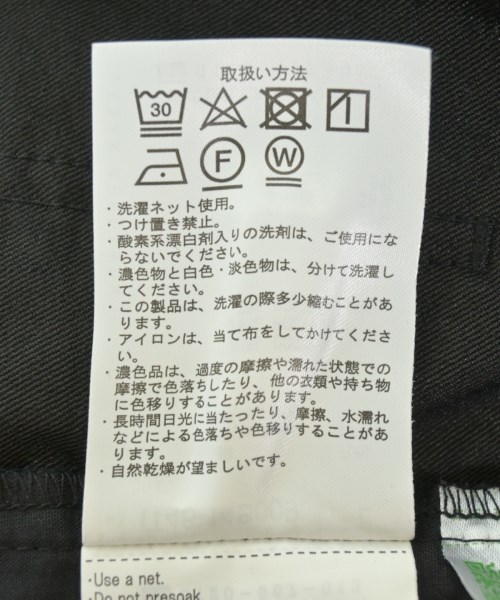 取扱い方法
30
F W
・洗濯ネット使用。
・つけ置き禁止。
・酸素系漂白剤入りの洗剤は、ご使用にな
らないでください。
・濃色物と白色・淡色物は、分けて洗濯し
てください。
・この製品は、洗濯の際多少縮むことがあ
ります。
・アイロンは、当て布をしてかけてくださ
い。
・濃色品は、過度の摩擦や濡れた状態での
摩擦で色落ちしたり、他の衣類や持ち物
に色移りすることがあります。
・長時間日光に当たったり、摩擦、水濡れ
などによる色落ちや色移りすることがあ
ります。
・自然乾燥が望ましいです。
・Use a net.
・Do not presoak.